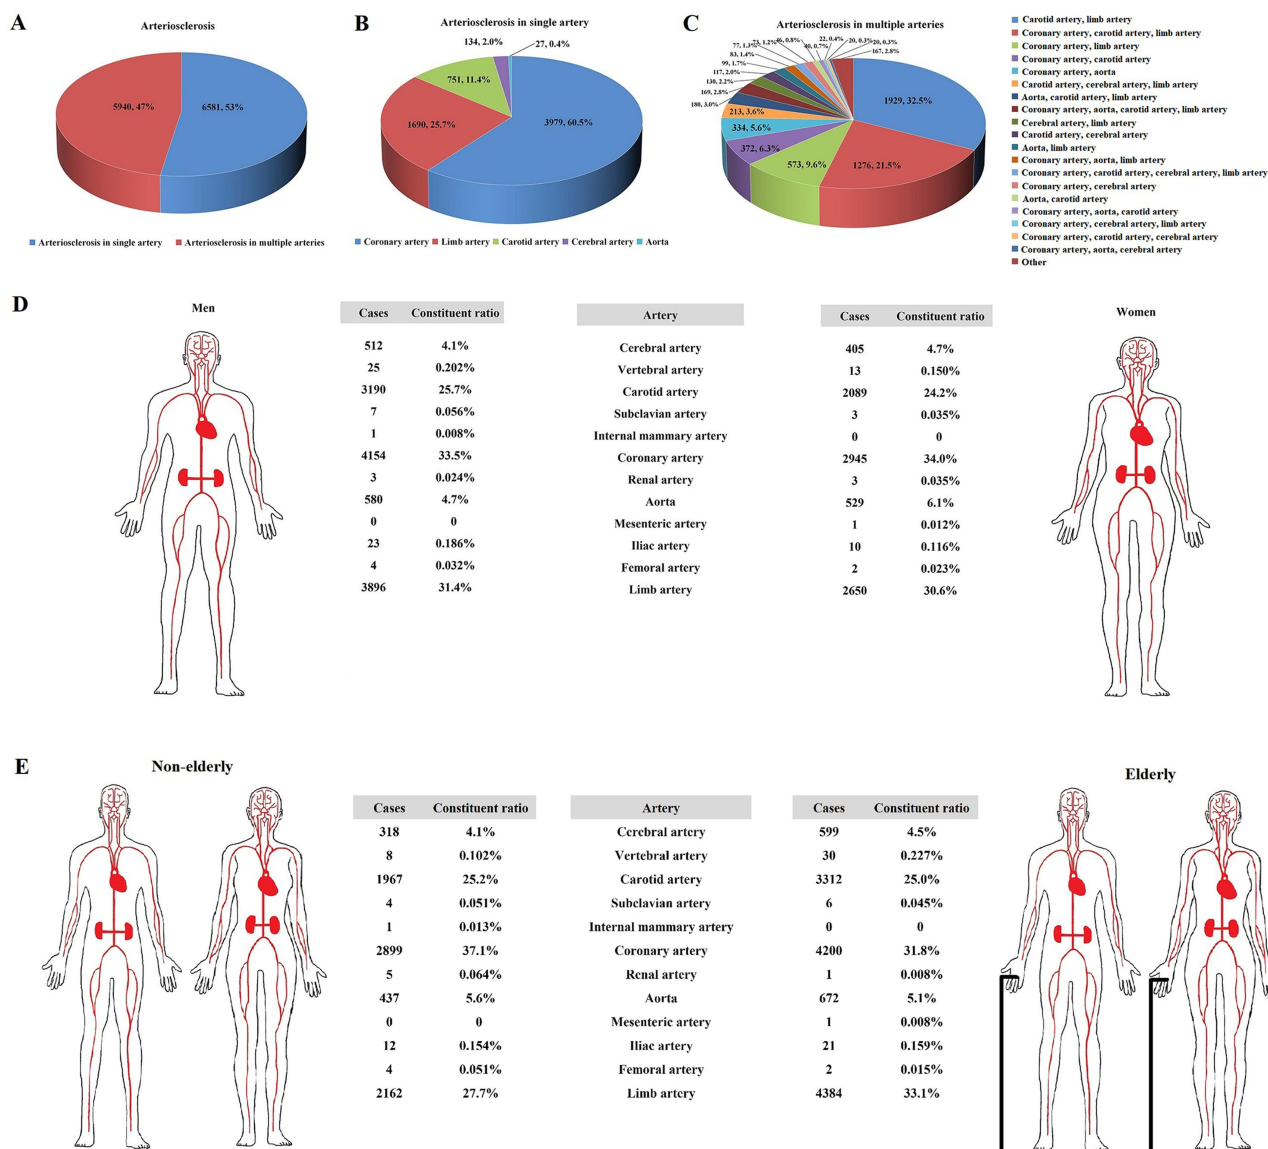 A
Arteriosclerosis
5940, 47%
6581, 53%
Arteriosclerosis in single artery
Arteriosclerosis in multiple arteries
B
Arteriosclerosis in single artery
134, 2.0%
27, 0.4%
751, 11.4%
1690, 25.7%
3979, 60.5%
Coronary artery
Limb artery
Carotid artery
Cerebral artery
Aorta
C
Arteriosclerosis in multiple arteries
46, 0.8%
22, 0.4%
73, 1.2%
40, 0.7%
20, 0.3%
20, 0.3%
77, 1.3%
167, 2.8%
83, 1.4%
99, 1.7%
117, 2.0%
130, 2.2%
169, 2.8%
180, 3.0%
213, 3.6%
334, 5.6%
372, 6.3%
573, 9.6%
1276, 21.5%
1929, 32.5%
Carotid artery, limb artery
Coronary artery, carotid artery, limb artery
Coronary artery, limb artery
Coronary artery, carotid artery
Coronary artery, aorta
Carotid artery, cerebral artery, limb artery
Aorta, carotid artery, limb artery
Coronary artery, aorta, carotid artery, limb artery
Cerebral artery, limb artery
Carotid artery, cerebral artery
Aorta, limb artery
Coronary artery, aorta, limb artery
Coronary artery, carotid artery, cerebral artery, limb artery
Coronary artery, cerebral artery
Aorta, carotid artery
Coronary artery, aorta, carotid artery
Coronary artery, cerebral artery, limb artery
Coronary artery, carotid artery, cerebral artery
Coronary artery, aorta, cerebral artery
Other
D
Men
Women
Cases Constituent ratio Artery Cases Constituent ratio
512 4.1% Cerebral artery 405 4.7%
25 0.202% Vertebral artery 13 0.150%
3190 25.7% Carotid artery 2089 24.2%
7 0.056% Subclavian artery 3 0.035%
1 0.008% Internal mammary artery 0 0
4154 33.5% Coronary artery 2945 34.0%
3 0.024% Renal artery 3 0.035%
580 4.7% Aorta 529 6.1%
0 0 Mesenteric artery 1 0.012%
23 0.186% Iliac artery 10 0.116%
4 0.032% Femoral artery 2 0.023%
3896 31.4% Limb artery 2650 30.6%
E
Non-elderly
Elderly
Cases Constituent ratio Artery Cases Constituent ratio
318 4.1% Cerebral artery 599 4.5%
8 0.102% Vertebral artery 30 0.227%
1967 25.2% Carotid artery 3312 25.0%
4 0.051% Subclavian artery 6 0.045%
1 0.013% Internal mammary artery 0 0
2899 37.1% Coronary artery 4200 31.8%
5 0.064% Renal artery 1 0.008%
437 5.6% Aorta 672 5.1%
0 0 Mesenteric artery 1 0.008%
12 0.154% Iliac artery 21 0.159%
4 0.051% Femoral artery 2 0.015%
2162 27.7% Limb artery 4384 33.1%